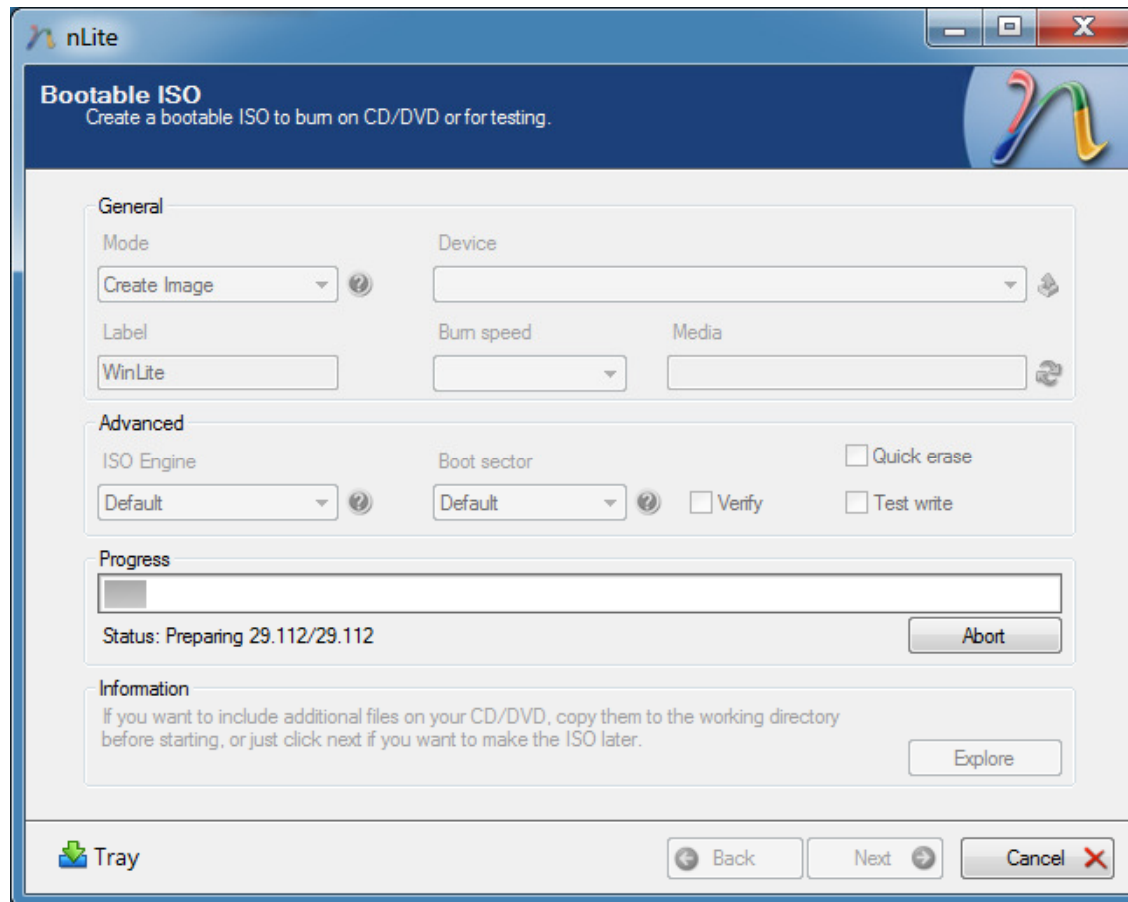 nLite
Bootable ISO
Create a bootable ISO to burn on CD/DVD or for testing.
General
Mode
Device
Create Image
Label
Burn speed
Media
WinLite
Advanced
ISO Engine
Boot sector
Quick erase
Default
Default
Verify
Test write
Progress
Status: Preparing 29.112/29.112
Abort
Information
If you want to include additional files on your CD/DVD, copy them to the working directory
before starting, or just click next if you want to make the ISO later.
Explore
Tray
Back
Next
Cancel